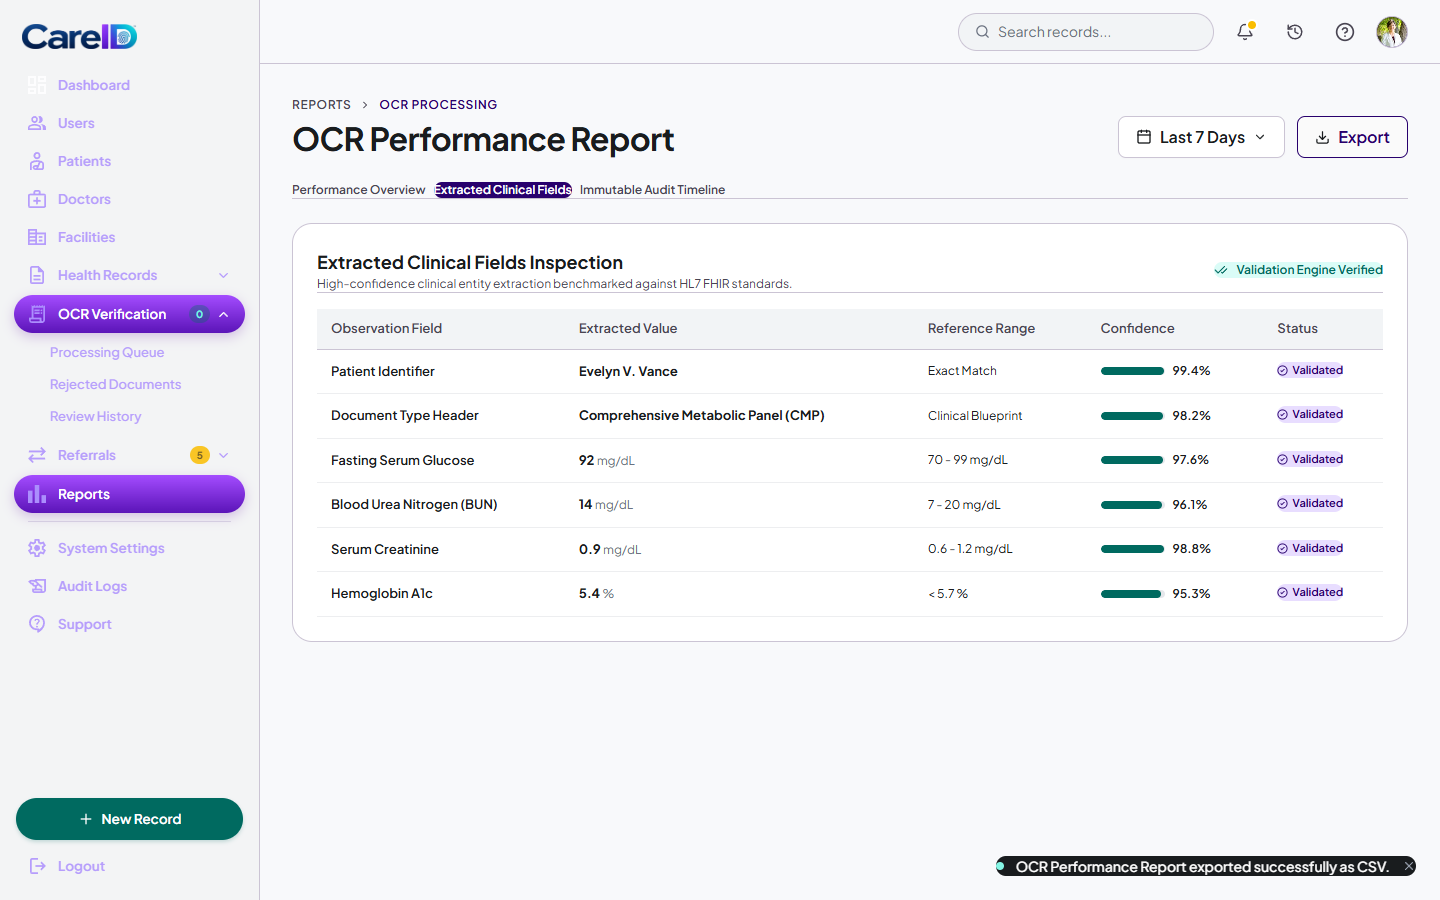 CareID
Search records...
Dashboard
Users
Patients
Doctors
Facilities
Health Records
OCR Verification 0
Processing Queue
Rejected Documents
Review History
Referrals 5
Reports
System Settings
Audit Logs
Support
New Record
Logout
REPORTS > OCR PROCESSING
OCR Performance Report
Last 7 Days
Export
Performance Overview Extracted Clinical Fields Immutable Audit Timeline
Extracted Clinical Fields Inspection
High-confidence clinical entity extraction benchmarked against HL7 FHIR standards.
Validation Engine Verified
Observation Field Extracted Value Reference Range Confidence Status
Patient Identifier Evelyn V. Vance Exact Match 99.4% Validated
Document Type Header Comprehensive Metabolic Panel (CMP) Clinical Blueprint 98.2% Validated
Fasting Serum Glucose 92 mg/dL 70 - 99 mg/dL 97.6% Validated
Blood Urea Nitrogen (BUN) 14 mg/dL 7 - 20 mg/dL 96.1% Validated
Serum Creatinine 0.9 mg/dL 0.6 - 1.2 mg/dL 98.8% Validated
Hemoglobin A1c 5.4 % < 5.7 % 95.3% Validated
OCR Performance Report exported successfully as CSV.